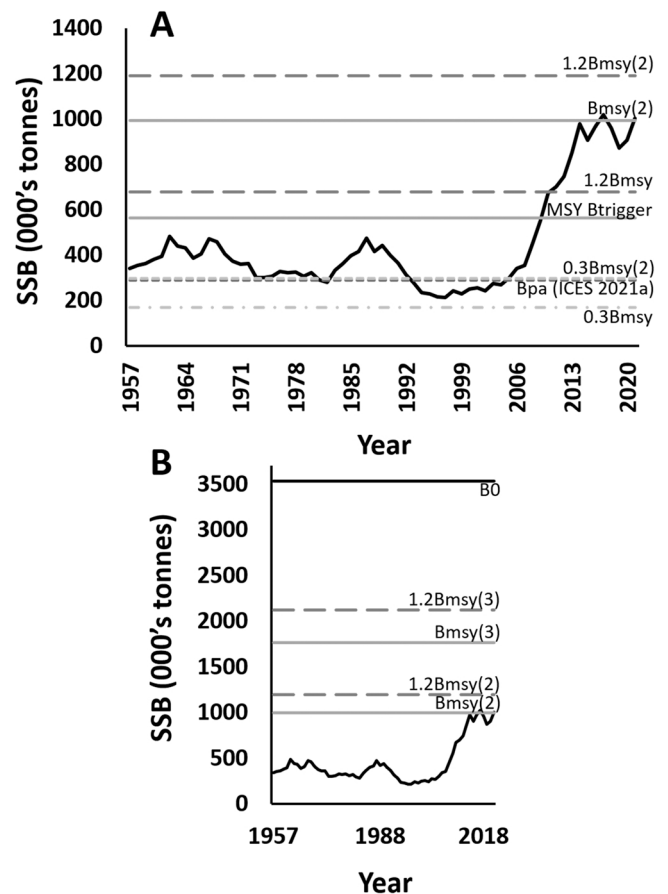 A
1400
1200
1000
800
600
400
200
0
SSB (000's tonnes)
1.2Bmsy(2)
Bmsy(2)
1.2Bmsy
MSY Btrigger
0.3Bmsy(2)
Bpa (ICES 2021a)
0.3Bmsy
1957
1964
1971
1978
1985
1992
1999
2006
2013
2020
Year
B
3500
3000
2500
2000
1500
1000
500
0
SSB (000's tonnes)
B0
1.2Bmsy(3)
Bmsy(3)
1.2Bmsy(2)
Bmsy(2)
1957 1988 2018
Year